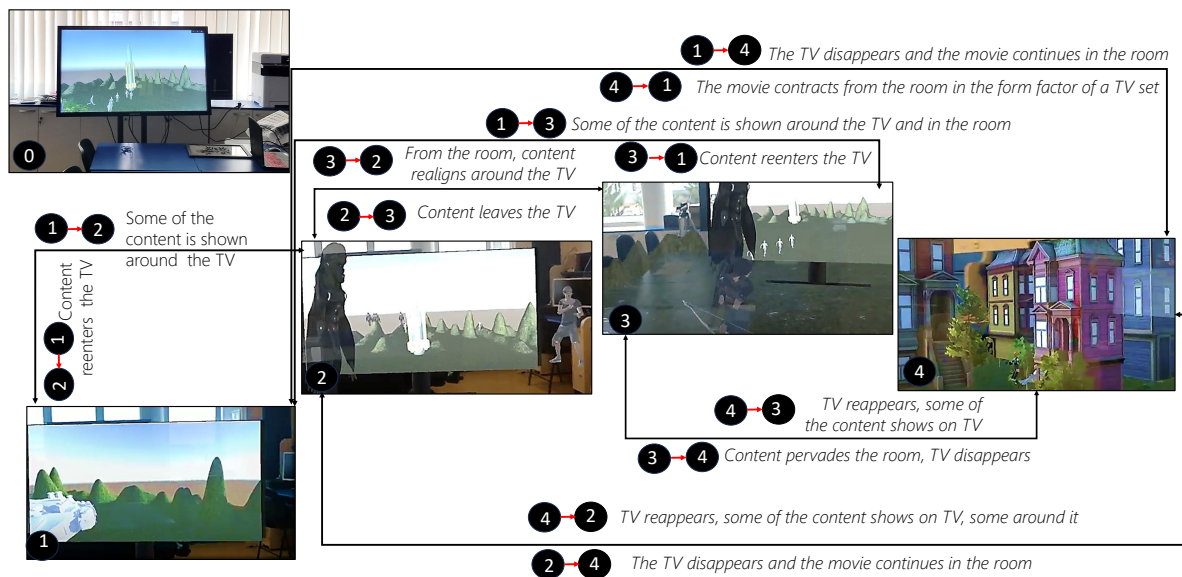 0
1 → 4 The TV disappears and the movie continues in the room
4 → 1 The movie contracts from the room in the form factor of a TV set
1 → 3 Some of the content is shown around the TV and in the room
3 → 2 From the room, content
realigns around the TV
3 → 1 Content reenters the TV
2 → 3 Content leaves the TV
1 → 2 Some of the
content is shown
around the TV
1 → 2 Content
reenters the TV
2
3
4
1
4 → 3 TV reappears, some of
the content shows on TV
3 → 4 Content pervades the room, TV disappears
4 → 2 TV reappears, some of the content shows on TV, some around it
2 → 4 The TV disappears and the movie continues in the room